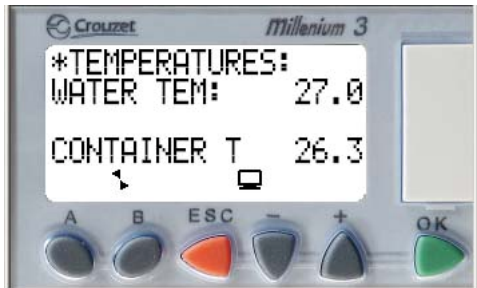 Crouzet Millenium 3
*TEMPERATURES:
WATER TEM: 27.0
CONTAINER T 26.3
A B ESC - + OK